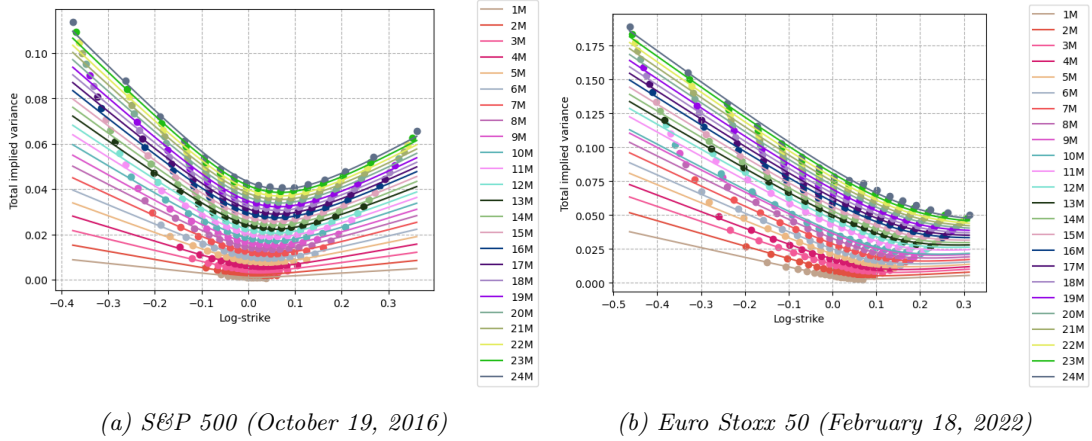 0.10
0.08
0.06
0.04
0.02
0.00
Total implied variance
−0.4 −0.3 −0.2 −0.1 0.0 0.1 0.2 0.3
Log-strike
1M
2M
3M
4M
5M
6M
7M
8M
9M
10M
11M
12M
13M
14M
15M
16M
17M
18M
19M
20M
21M
22M
23M
24M
(a) S&P 500 (October 19, 2016)
0.175
0.150
0.125
0.100
0.075
0.050
0.025
0.000
Total implied variance
−0.5 −0.4 −0.3 −0.2 −0.1 0.0 0.1 0.2 0.3
Log-strike
1M
2M
3M
4M
5M
6M
7M
8M
9M
10M
11M
12M
13M
14M
15M
16M
17M
18M
19M
20M
21M
22M
23M
24M
(b) Euro Stoxx 50 (February 18, 2022)